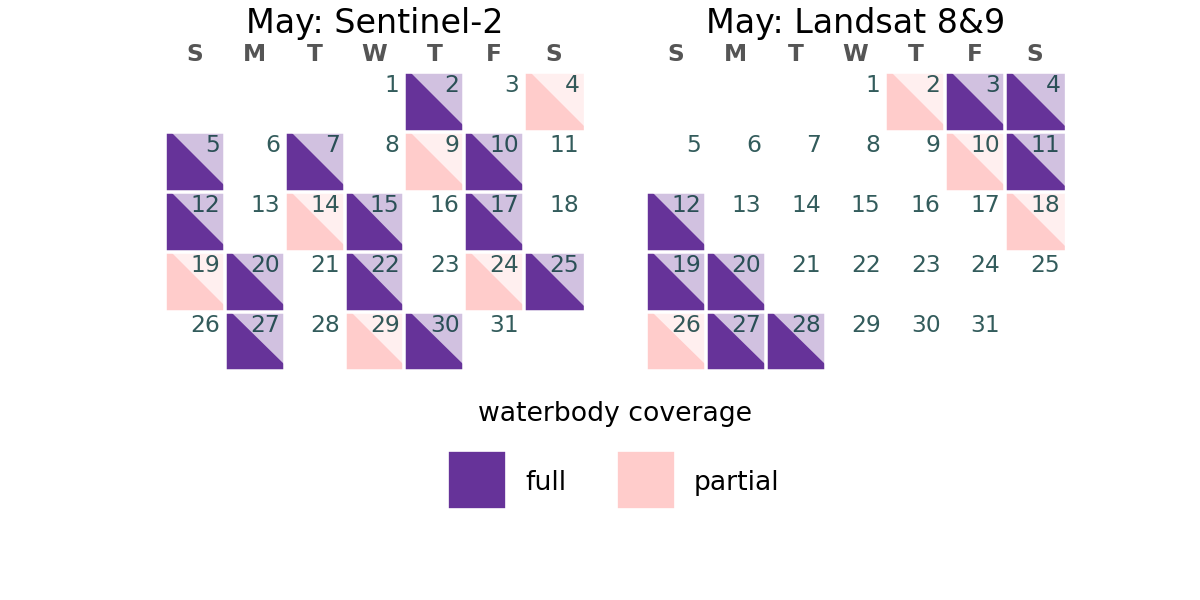 May: Sentinel-2
S M T W T F S
1 2 3 4
5 6 7 8 9 10 11
12 13 14 15 16 17 18
19 20 21 22 23 24 25
26 27 28 29 30 31
May: Landsat 8&9
S M T W T F S
1 2 3 4
5 6 7 8 9 10 11
12 13 14 15 16 17 18
19 20 21 22 23 24 25
26 27 28 29 30 31
waterbody coverage
full partial